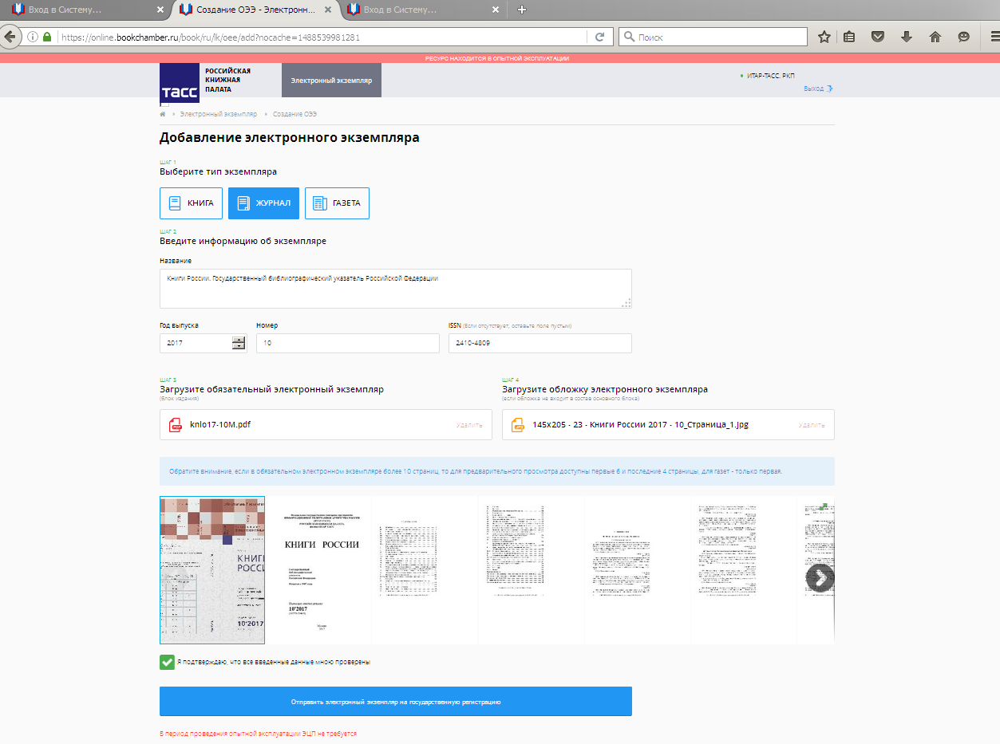 Вход в Систему...
Создание ОЭЭ - Электронн...
Вход в Систему...
https://online.bookchamber.ru/book/ru/lk/oee/add?nocache=1488539981281
Поиск
РЕСУРС НАХОДИТСЯ В ОПЫТНОЙ ЭКСПЛУАТАЦИИ
ТАСС
РОССИЙСКАЯ
КНИЖНАЯ
ПАЛАТА
Электронный экземпляр
ИТАР-ТАСС. РКП
Выход
Электронный экземпляр
Создание ОЭЭ
Добавление электронного экземпляра
ШАГ 1
Выберите тип экземпляра
КНИГА
ЖУРНАЛ
ГАЗЕТА
ШАГ 2
Введите информацию об экземпляре
Название
Книги России. Государственный библиографический указатель Российской Федерации
Год выпуска
Номер
ISSN (Если отсутствует, оставьте поле пустым)
2017
10
2410-4809
ШАГ 3
Загрузите обязательный электронный экземпляр
(блок издания)
ШАГ 4
Загрузите обложку электронного экземпляра
(если обложка не входит в состав основного блока)
PDF
knlo17-10M.pdf
Удалить
JPG
145x205 - 23 - Книги России 2017 - 10_Страница_1.jpg
Удалить
Обратите внимание, если в обязательном электронном экземпляре более 10 страниц, то для предварительного просмотра доступны первые 6 и последние 4 страницы, для газет - только первая.
КНИГИ
РОССИ
10'2017
КНИГИ РОССИИ
10'2017
Москва
2017
Я подтверждаю, что все введенные данные мною проверены
Отправить электронный экземпляр на государственную регистрацию
В период проведения опытной эксплуатации ЭЦП не требуется